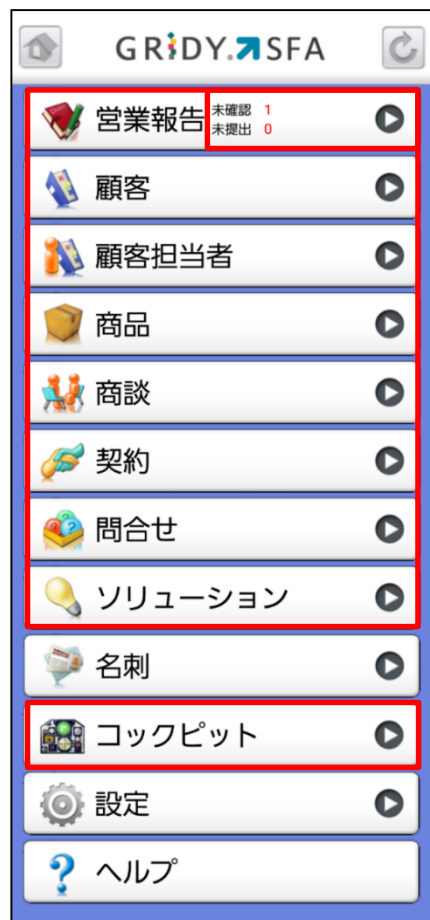 GRiDY.SFA
営業報告 未確認 1
未提出 0
顧客
顧客担当者
商品
商談
契約
問合せ
ソリューション
名刺
コックピット
設定
ヘルプ